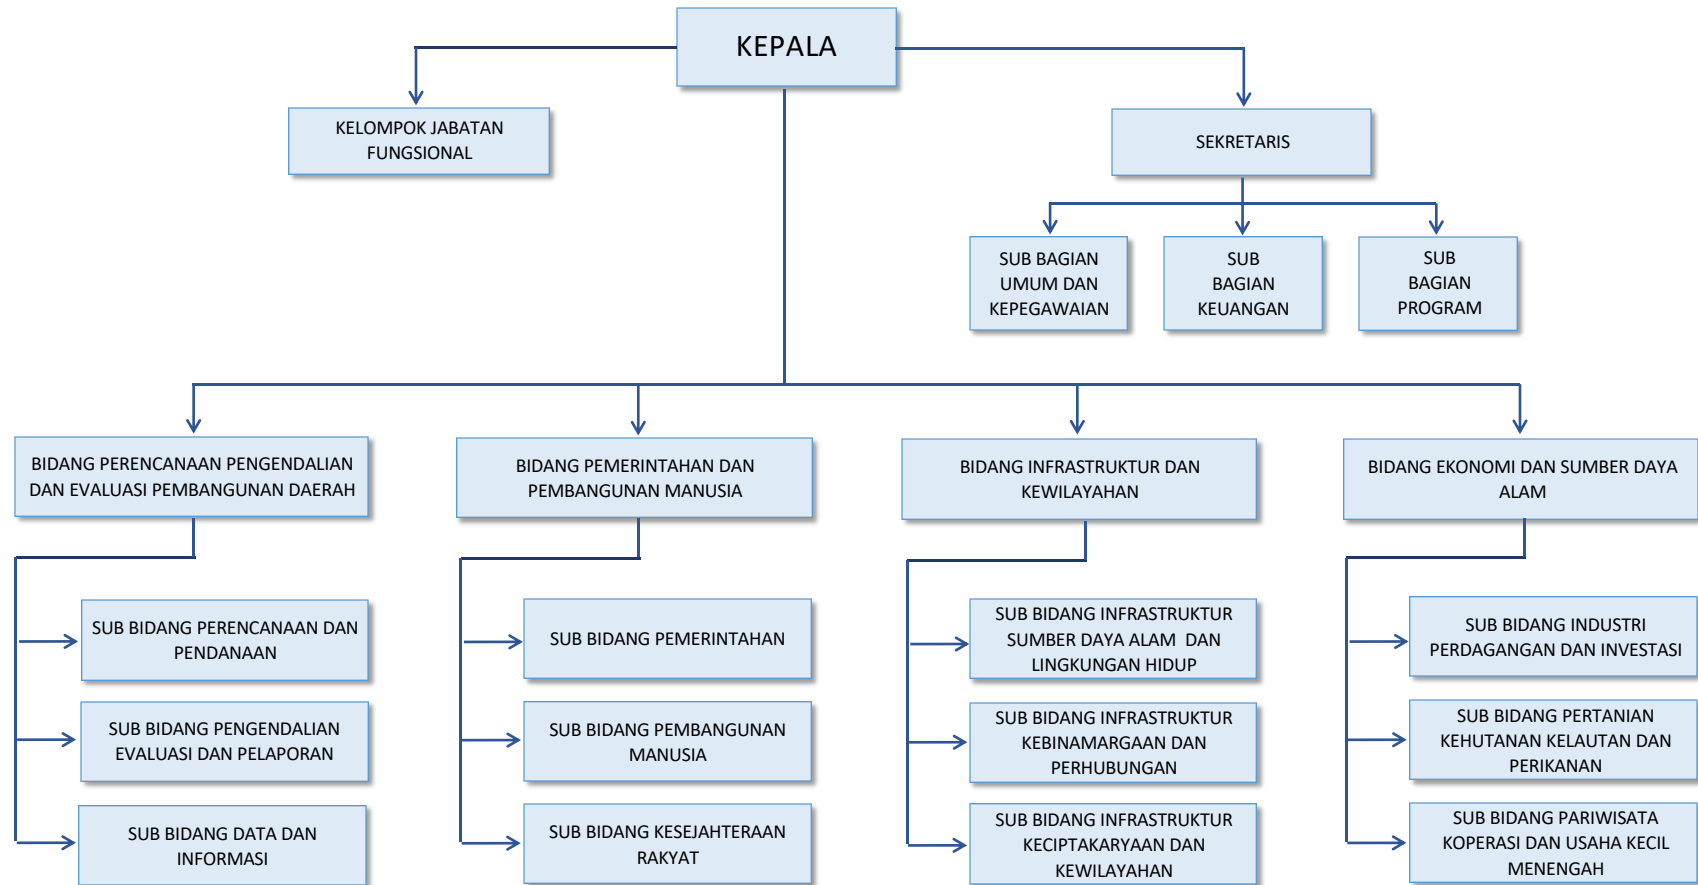 KEPALA
KELOMPOK JABATAN
FUNGSIONAL
SEKRETARIS
SUB BAGIAN
UMUM DAN
KEPEGAWAIAN
SUB
BAGIAN
KEUANGAN
SUB
BAGIAN
PROGRAM
BIDANG PERENCANAAN PENGENDALIAN
DAN EVALUASI PEMBANGUNAN DAERAH
BIDANG PEMERINTAHAN DAN
PEMBANGUNAN MANUSIA
BIDANG INFRASTRUKTUR DAN
KEWILAYAHAN
BIDANG EKONOMI DAN SUMBER DAYA
ALAM
SUB BIDANG PERENCANAAN DAN
PENDANAAN
SUB BIDANG PENGENDALIAN
EVALUASI DAN PELAPORAN
SUB BIDANG DATA DAN
INFORMASI
SUB BIDANG PEMERINTAHAN
SUB BIDANG PEMBANGUNAN
MANUSIA
SUB BIDANG KESEJAHTERAAN
RAKYAT
SUB BIDANG INFRASTRUKTUR
SUMBER DAYA ALAM  DAN
LINGKUNGAN HIDUP
SUB BIDANG INFRASTRUKTUR
KEBINAMARGAAN DAN
PERHUBUNGAN
SUB BIDANG INFRASTRUKTUR
KECIPTAKARYAAN DAN
KEWILAYAHAN
SUB BIDANG INDUSTRI
PERDAGANGAN DAN INVESTASI
SUB BIDANG PERTANIAN
KEHUTANAN KELAUTAN DAN
PERIKANAN
SUB BIDANG PARIWISATA
KOPERASI DAN USAHA KECIL
MENENGAH